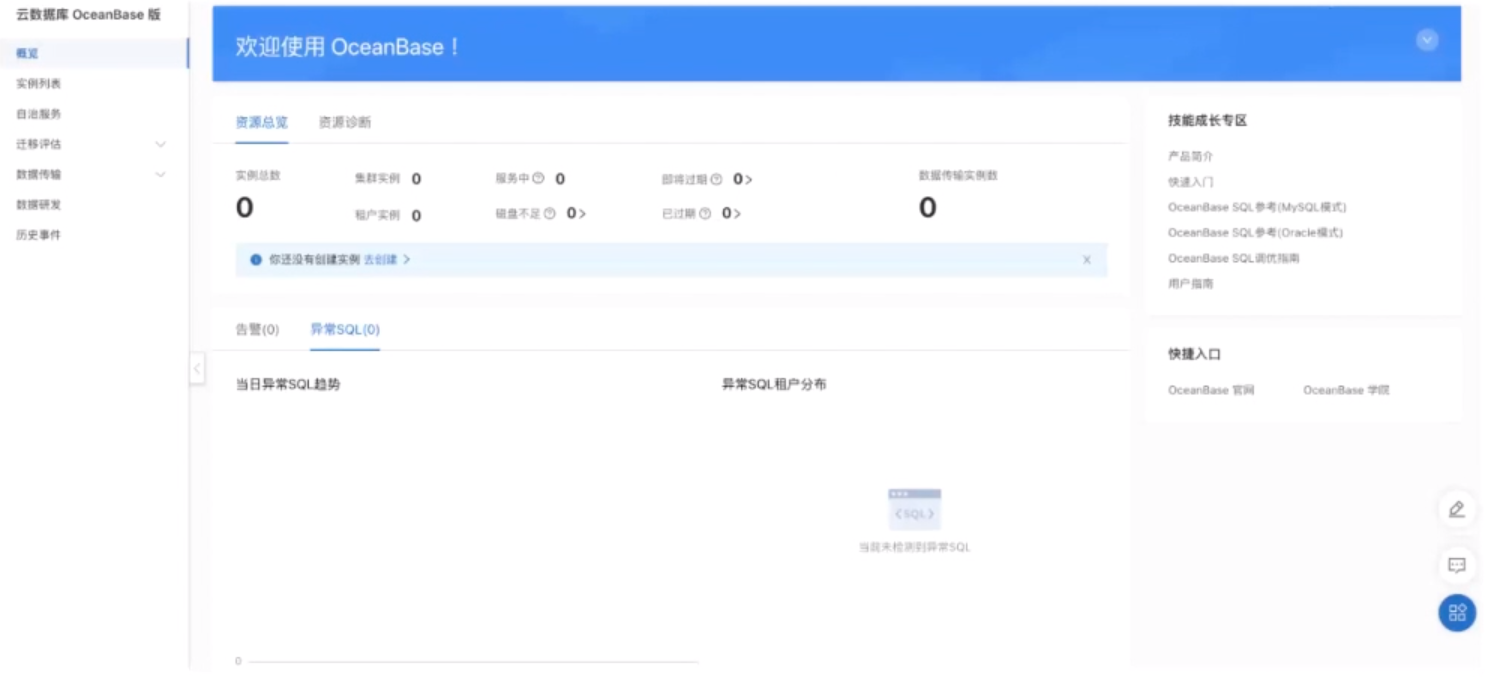 云数据库 OceanBase 版
概览
实例列表
自治服务
迁移评估
数据传输
数据研发
历史事件
欢迎使用 OceanBase！
资源总览 资源诊断
实例总数 集群实例 0 服务中 0 即将过期 0 > 数据传输实例数
0 租户实例 0 磁盘不足 0 > 已过期 0 > 0
你还没有创建实例 去创建 >
告警(0) 异常SQL(0)
当日异常SQL趋势 异常SQL租户分布
<SQL>
当前未检测到异常SQL
0
技能成长专区
产品简介
快速入门
OceanBase SQL参考(MySQL模式)
OceanBase SQL参考(Oracle模式)
OceanBase SQL调优指南
用户指南
快捷入口
OceanBase 官网 OceanBase 学院